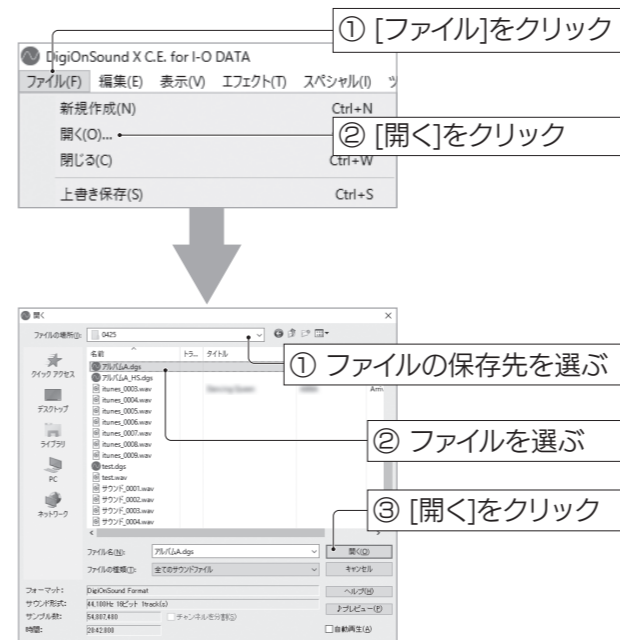 ① [ファイル]をクリック
DigiOnSound X C.E. for I-O DATA
ファイル(F) 編集(E) 表示(V) エフェクト(T) スペシャル(I) ツ
新規作成(N) Ctrl+N
開く(O)...
② [開く]をクリック
閉じる(C) Ctrl+W
上書き保存(S) Ctrl+S
開く
ファイルの場所(I): 0425
① ファイルの保存先を選ぶ
名前 トラ... タイトル
クイック アクセス
デスクトップ
ライブラリ
PC
ネットワーク
アルバムA.dgs
アルバムA_HS.dgs
itunes_0003.wav
itunes_0004.wav
itunes_0005.wav
itunes_0006.wav
itunes_0007.wav
itunes_0008.wav
itunes_0009.wav
test.dgs
test.wav
サウンド_0001.wav
サウンド_0002.wav
サウンド_0003.wav
サウンド_0004.wav
② ファイルを選ぶ
③ [開く]をクリック
ファイル名(N): アルバムA.dgs 開く(O)
ファイルの種類(T): 全てのサウンドファイル キャンセル
フォーマット: DigiOnSound Format ヘルプ(H)
サウンド形式: 44,100Hz 16ビット 1track(s) プレビュー(P)
サンプル数: 54,807,480 チャンネルを分割(S)
時間: 20:42.800 自動再生(A)